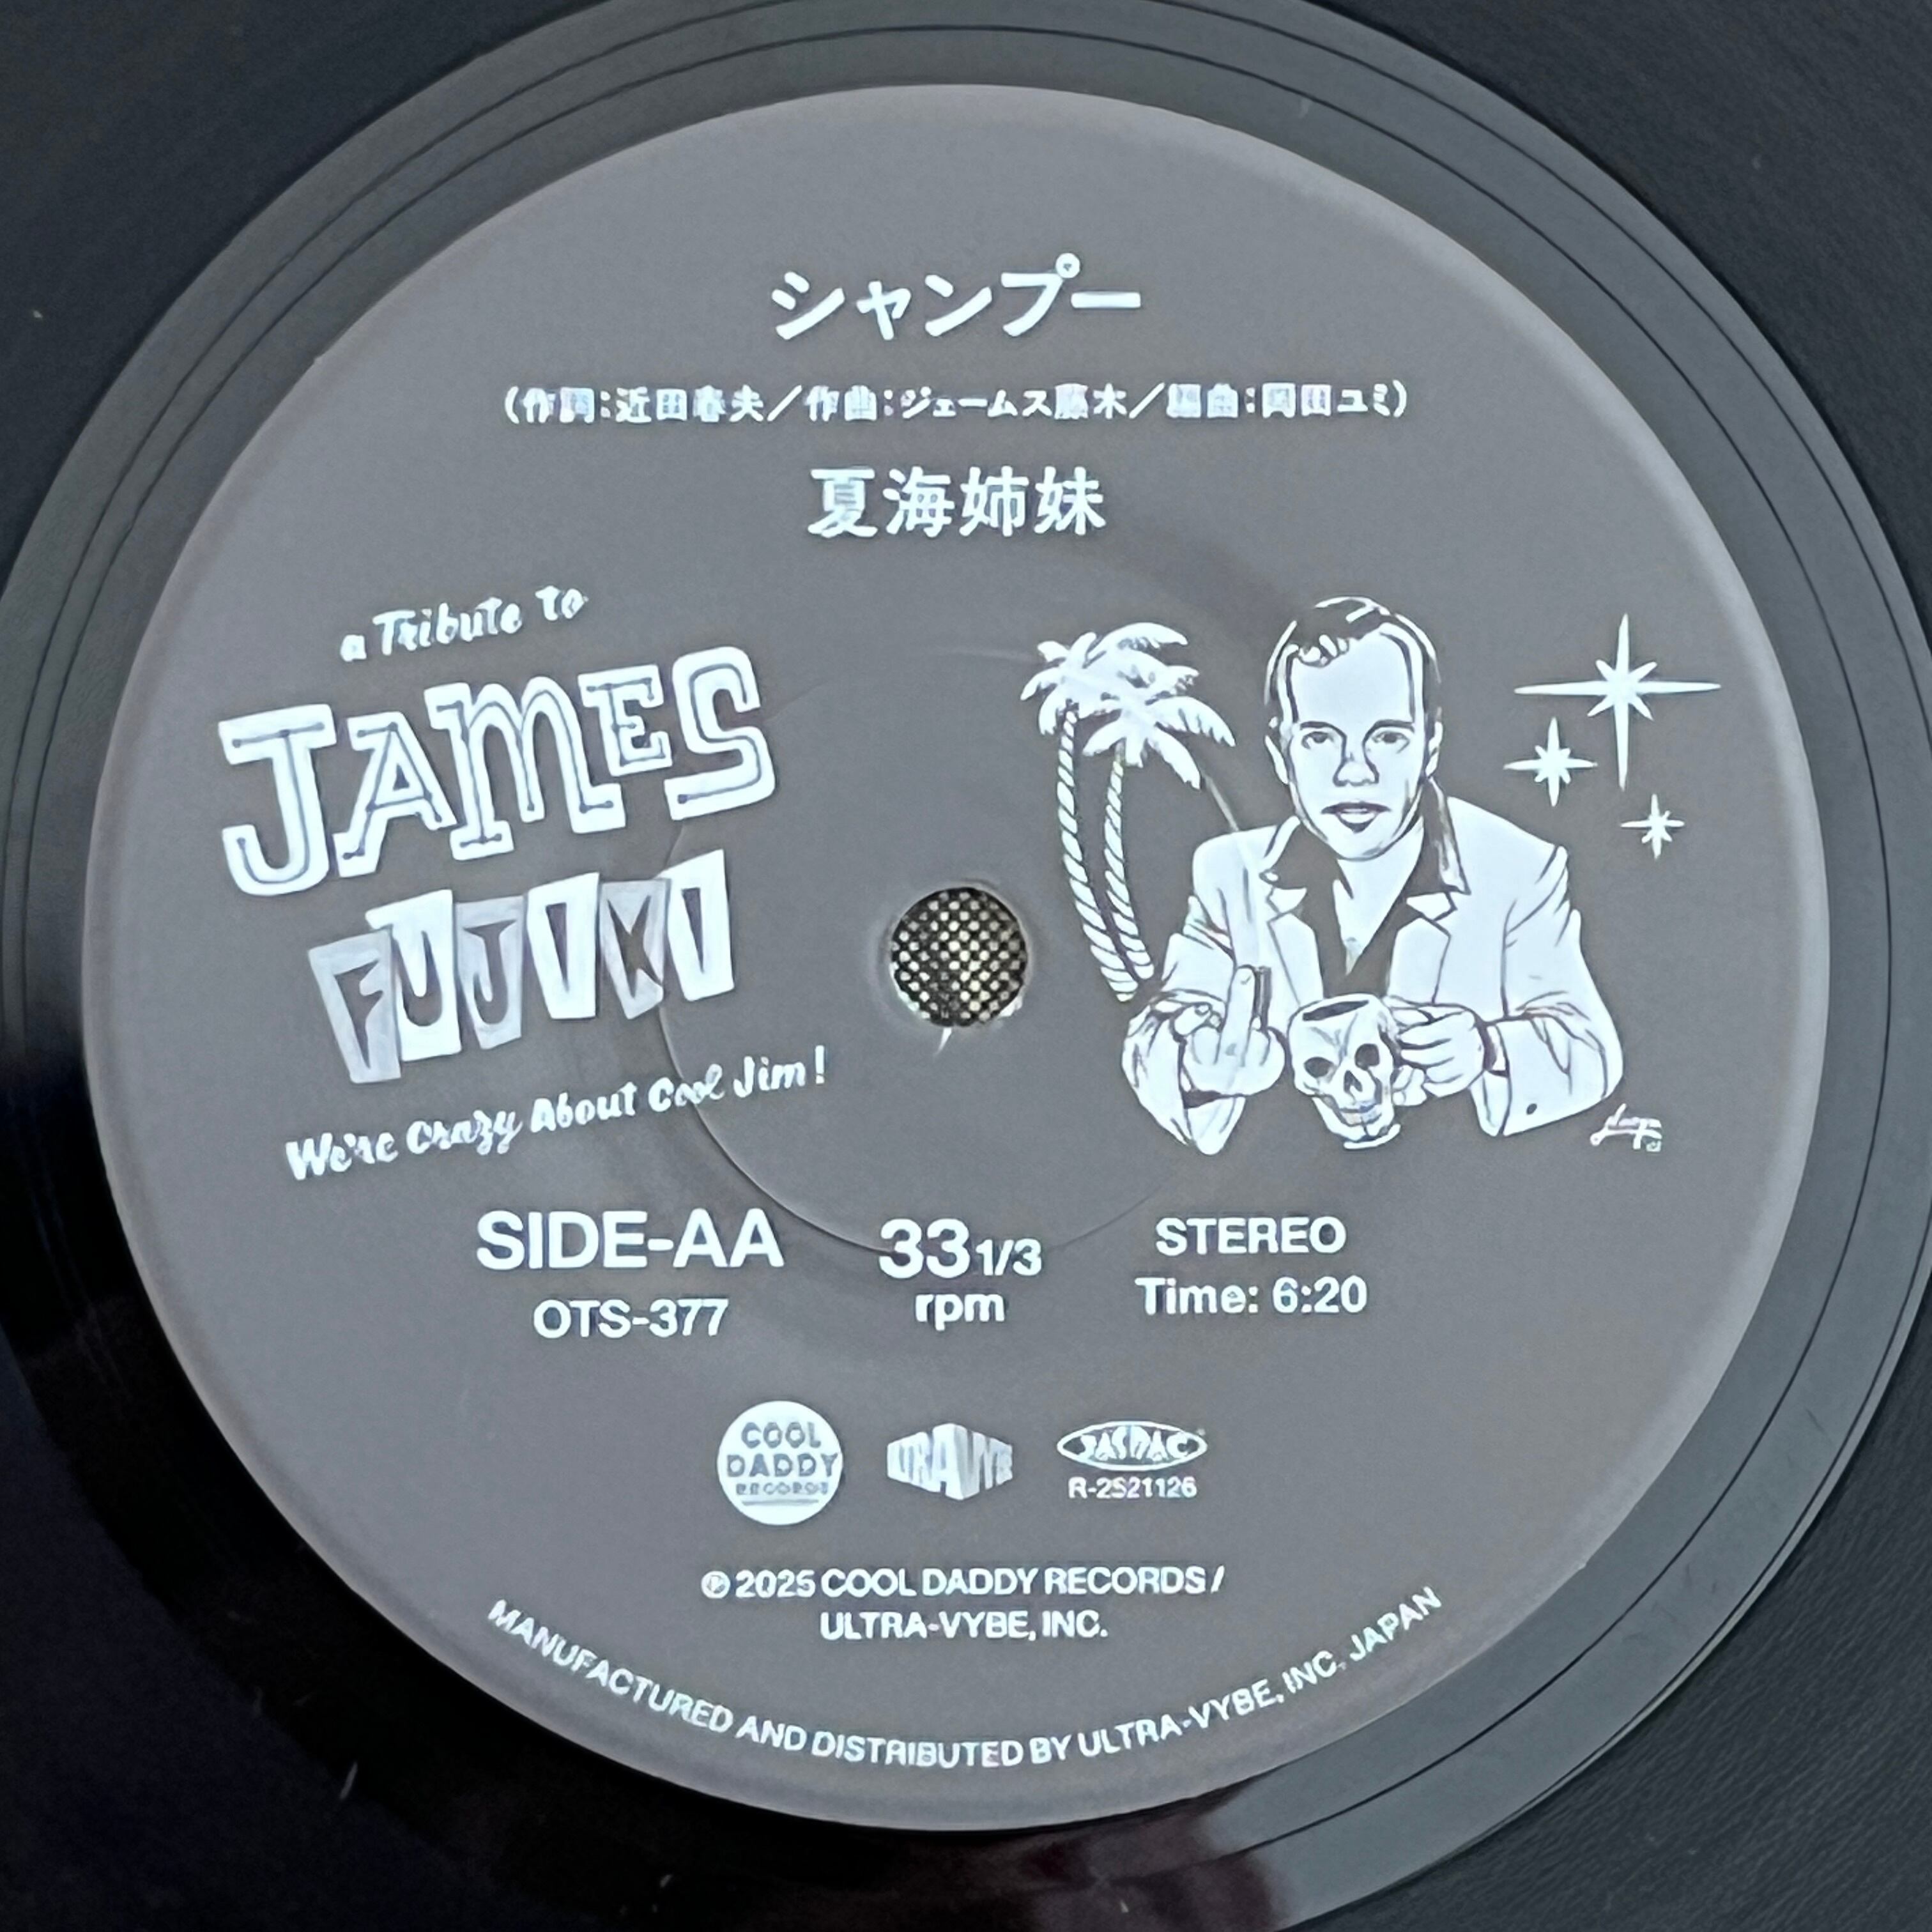 シャンプー
(作詞:近田春夫/作曲:ジェームス藤木/編曲:岡田ユミ)
夏海姉妹
a Tribute to
JAMES
FUJIKI
We're Crazy About Cool Jim!
SIDE-AA
OTS-377
33 1/3
rpm
STEREO
Time: 6:20
COOL
DADDY
RECORDS
ULTRAVYBE
JASRAC
R-2521126
℗ 2025 COOL DADDY RECORDS /
ULTRA-VYBE, INC.
MANUFACTURED AND DISTRIBUTED BY ULTRA-VYBE, INC. JAPAN